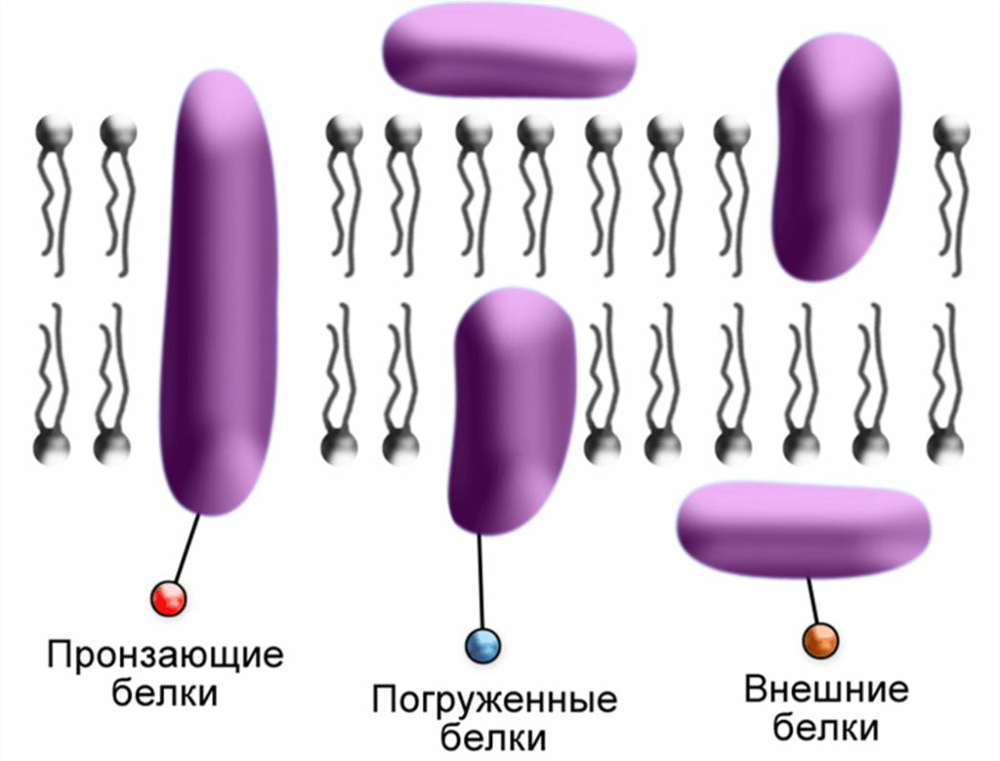 Пронзающие
белки
Погруженные
белки
Внешние
белки